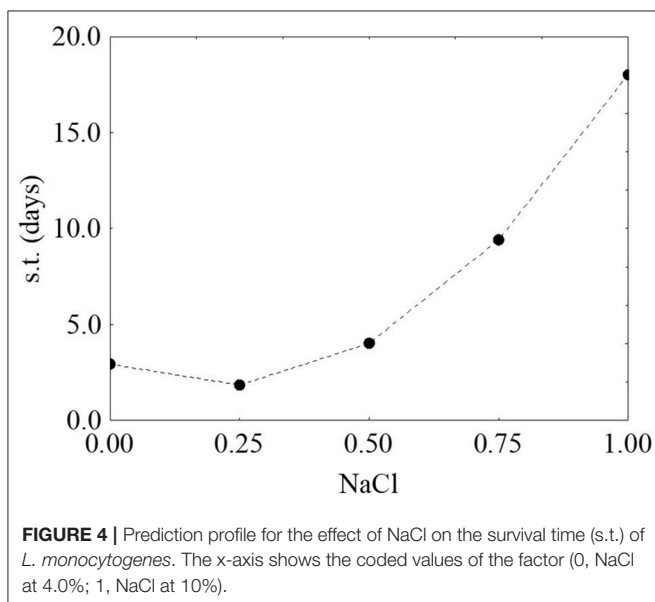 20.0
15.0
10.0
5.0
0.0
s.t. (days)
0.00 0.25 0.50 0.75 1.00
NaCl
FIGURE 4 | Prediction profile for the effect of NaCl on the survival time (s.t.) of
L. monocytogenes. The x-axis shows the coded values of the factor (0, NaCl
at 4.0%; 1, NaCl at 10%).